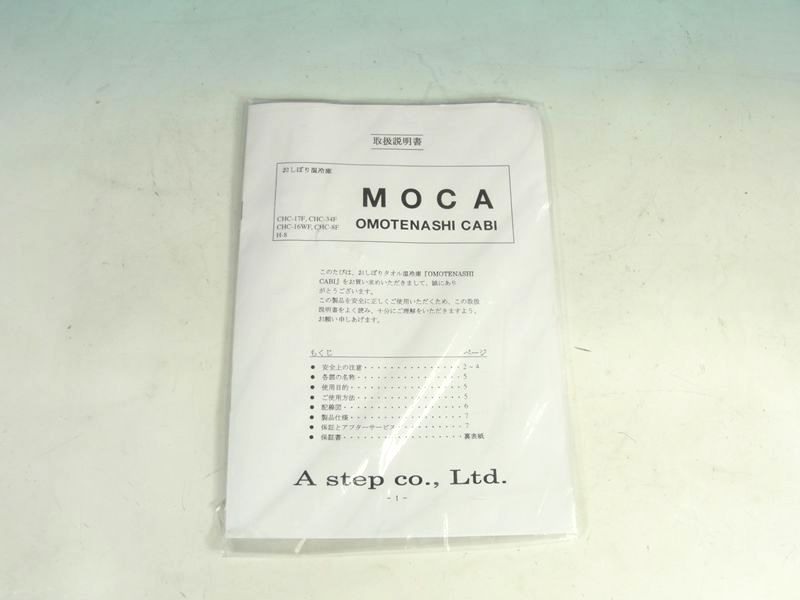 取扱説明書
おしぼり温冷庫
MOCA
CHC-17F, CHC-34F
CHC-16WF, CHC-8F
H-8
OMOTENASHI CABI
このたびは、おしぼりタオル温冷庫『OMOTENASHI
CABI』をお買い求めいただきまして、誠にあり
がとうございます。
この製品を安全に正しくご使用いただくため、この取扱
説明書をよく読み、十分にご理解をいただきますよう、
お願い申しあげます。
もくじ ページ
● 安全上の注意・・・・・・・・・・・・・・2～4
● 各部の名称・・・・・・・・・・・・・・・5
● 使用目的・・・・・・・・・・・・・・・・5
● ご使用方法・・・・・・・・・・・・・・・5
● 配線図・・・・・・・・・・・・・・・・・6
● 製品仕様・・・・・・・・・・・・・・・・7
● 保証とアフターサービス・・・・・・・・・7
● 保証書・・・・・・・・・・・・・・・・・裏表紙
A step co., Ltd.
- 1 -